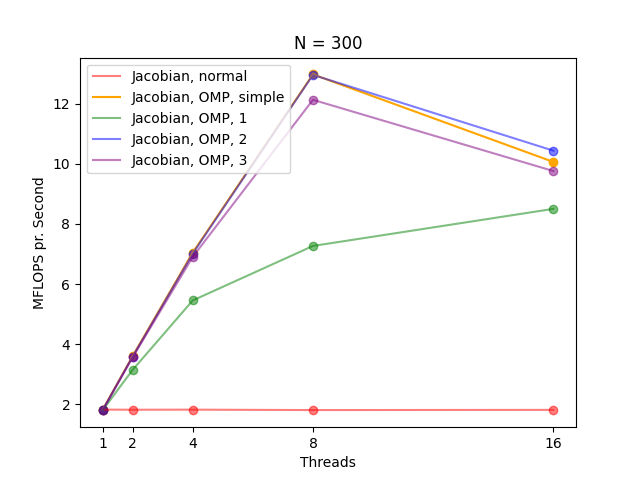 N = 300
Jacobian, normal
Jacobian, OMP, simple
Jacobian, OMP, 1
Jacobian, OMP, 2
Jacobian, OMP, 3
MFLOPS pr. Second
12
10
8
6
4
2
1 2 4 8 16
Threads